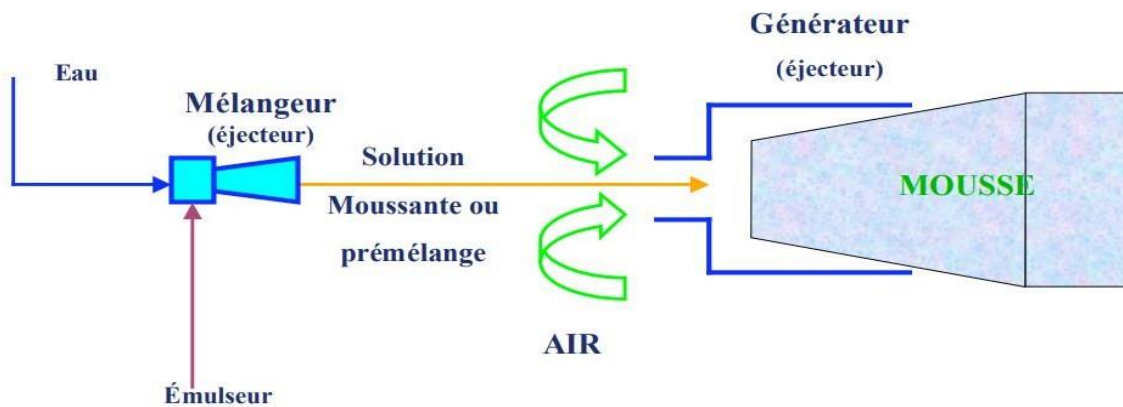 Générateur
(éjecteur)
Eau
Mélangeur
(éjecteur)
Solution
Moussante ou
prémélange
MOUSSE
AIR
Émulseur